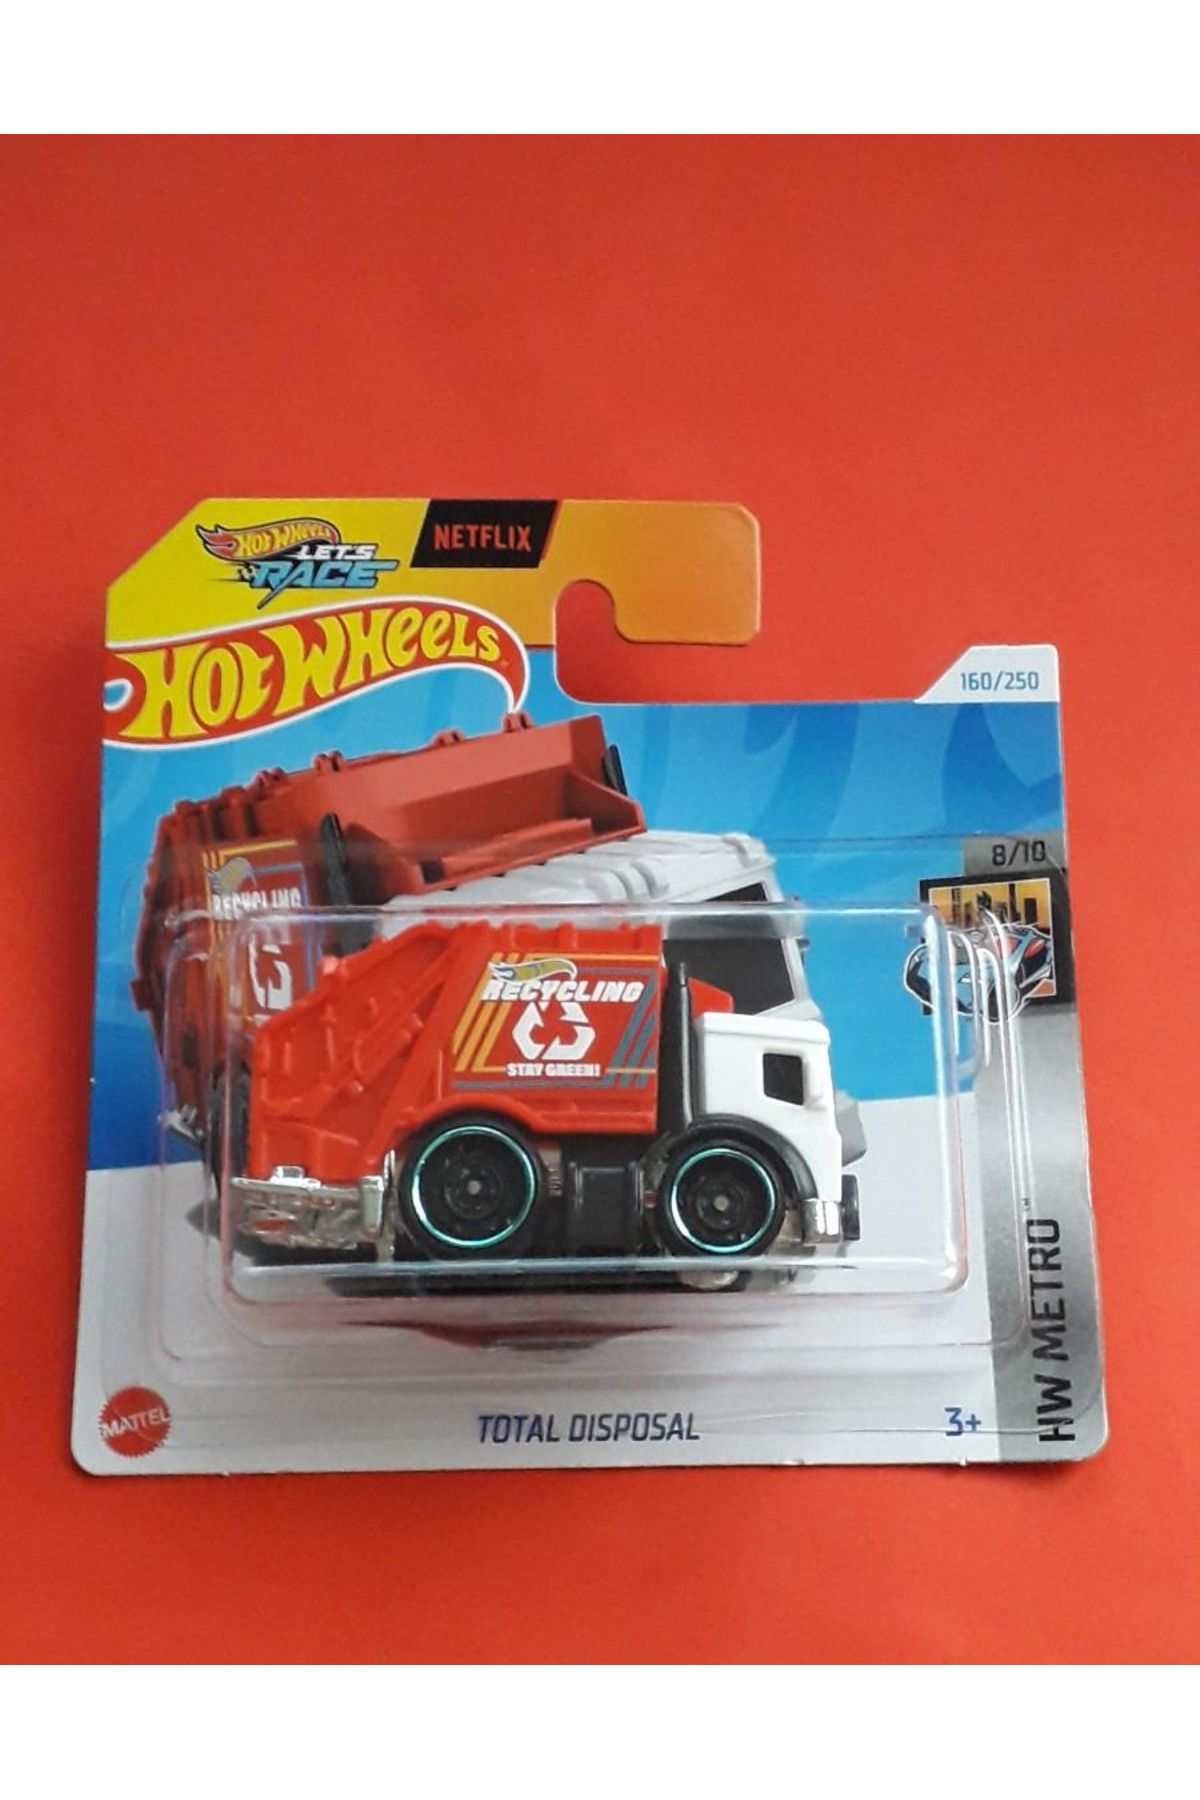 HOT WHEELS
LET'S
RACE
NETFLIX
HOT WHEELS
160/250
8/10
RECYCLING
RECYCLING
STAY GREEN!
HW METRO™
MATTEL
TOTAL DISPOSAL
3+